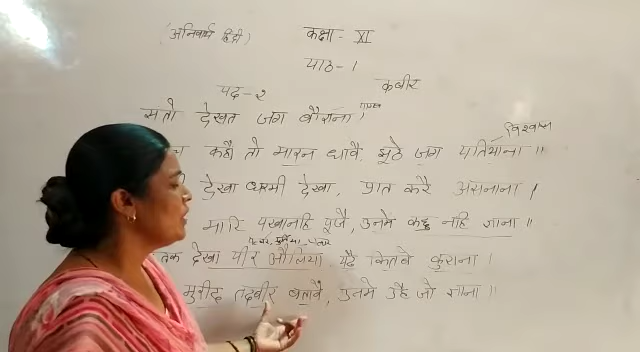 (अनिवार्य हिंदी) कक्षा - XI
पाठ - 1
पद - २ कबीर
संतो देखत जग बौराना।
कहौं तो मारन धावै, झूठे जग पतियाना॥ (विश्वास
देखा धरमी देखा, प्रात करै असनाना।
मारि पखानहि पूजै, उनमें कछु नहिं ज्ञाना॥
देखा पीर औलिया पढ़ै कितेब कुराना।
मुरीद तदबीर बतावैं, उनमें उहै जो ज्ञाना॥